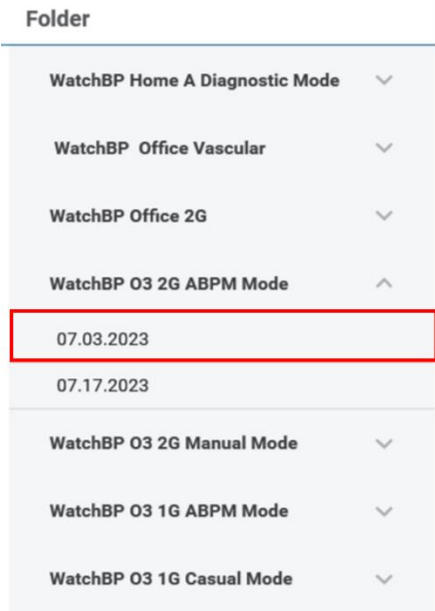 Folder
WatchBP Home A Diagnostic Mode
WatchBP Office Vascular
WatchBP Office 2G
WatchBP O3 2G ABPM Mode
07.03.2023
07.17.2023
WatchBP O3 2G Manual Mode
WatchBP O3 1G ABPM Mode
WatchBP O3 1G Casual Mode